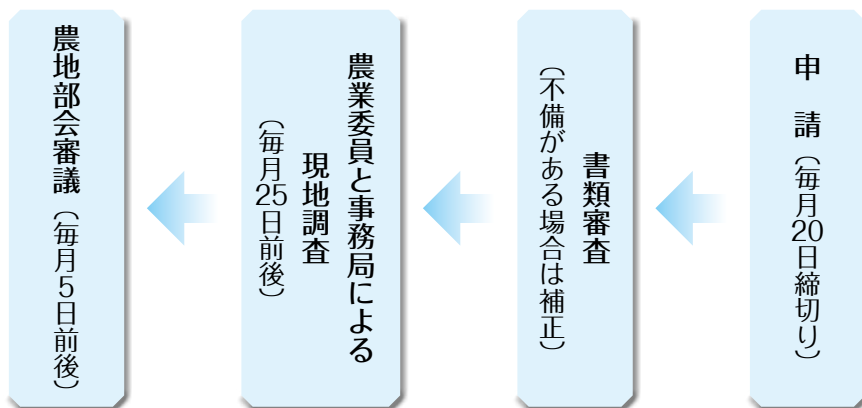 申　請（毎月20日締切り）
書類審査
（不備がある場合は補正）
農業委員と事務局による
現地調査
（毎月25日前後）
農地部会審議（毎月5日前後）